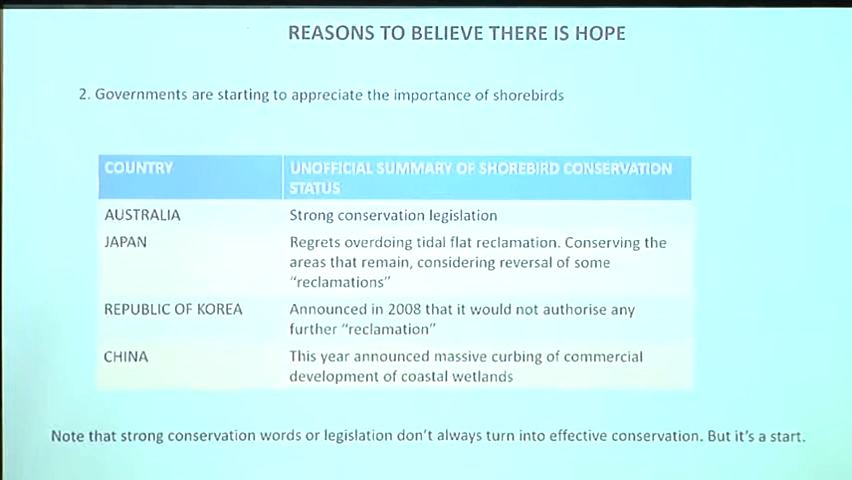 REASONS TO BELIEVE THERE IS HOPE
2. Governments are starting to appreciate the importance of shorebirds
COUNTRY
UNOFFICIAL SUMMARY OF SHOREBIRD CONSERVATION
STATUS
AUSTRALIA
Strong conservation legislation
JAPAN
Regrets overdoing tidal flat reclamation. Conserving the
areas that remain, considering reversal of some
“reclamations”
REPUBLIC OF KOREA
Announced in 2008 that it would not authorise any
further “reclamation”
CHINA
This year announced massive curbing of commercial
development of coastal wetlands
Note that strong conservation words or legislation don't always turn into effective conservation. But it's a start.